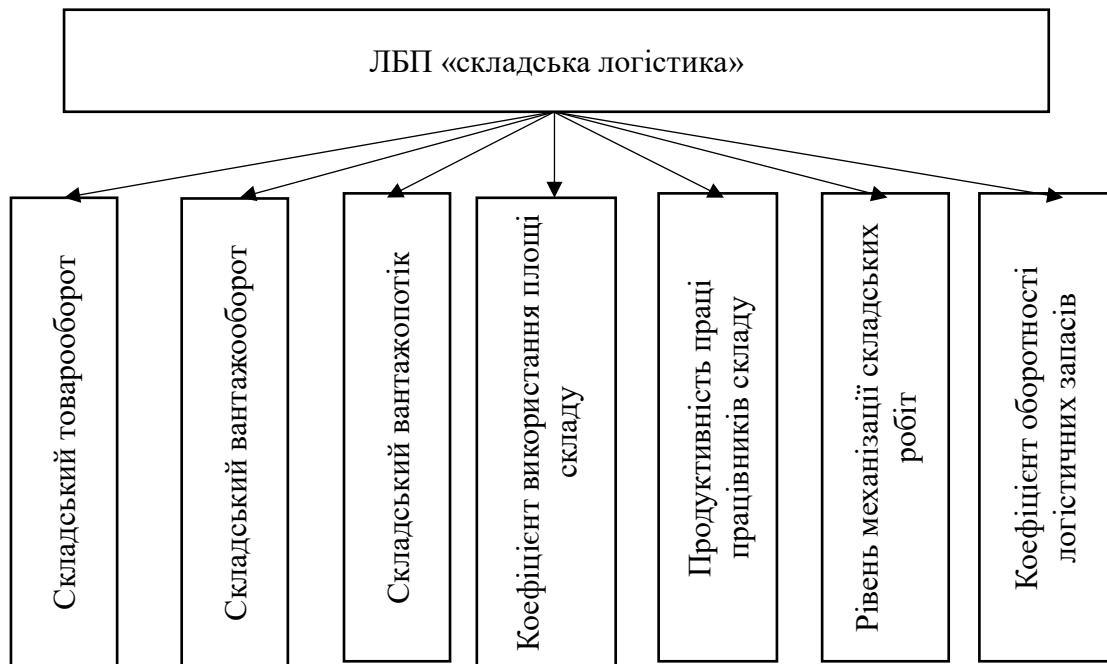 ЛБП «складська логістика»
Складський товарооборот
Складський вантажооборот
Складський вантажопотік
Коефіцієнт використання площі
складу
Продуктивність праці
працівників складу
Рівень механізації складських
робіт
Коефіцієнт оборотності
логістичних запасів